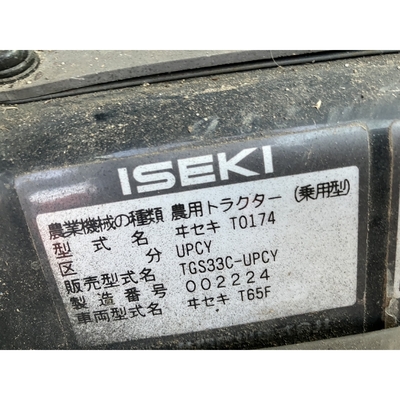 ISEKI
農業機械の種類 農用トラクター (乗用型)
型式名 ヰセキ TO174
区分 UPCY
販売型式名 TGS33C-UPCY
製造番号 002224
車両型式名 ヰセキ T65F